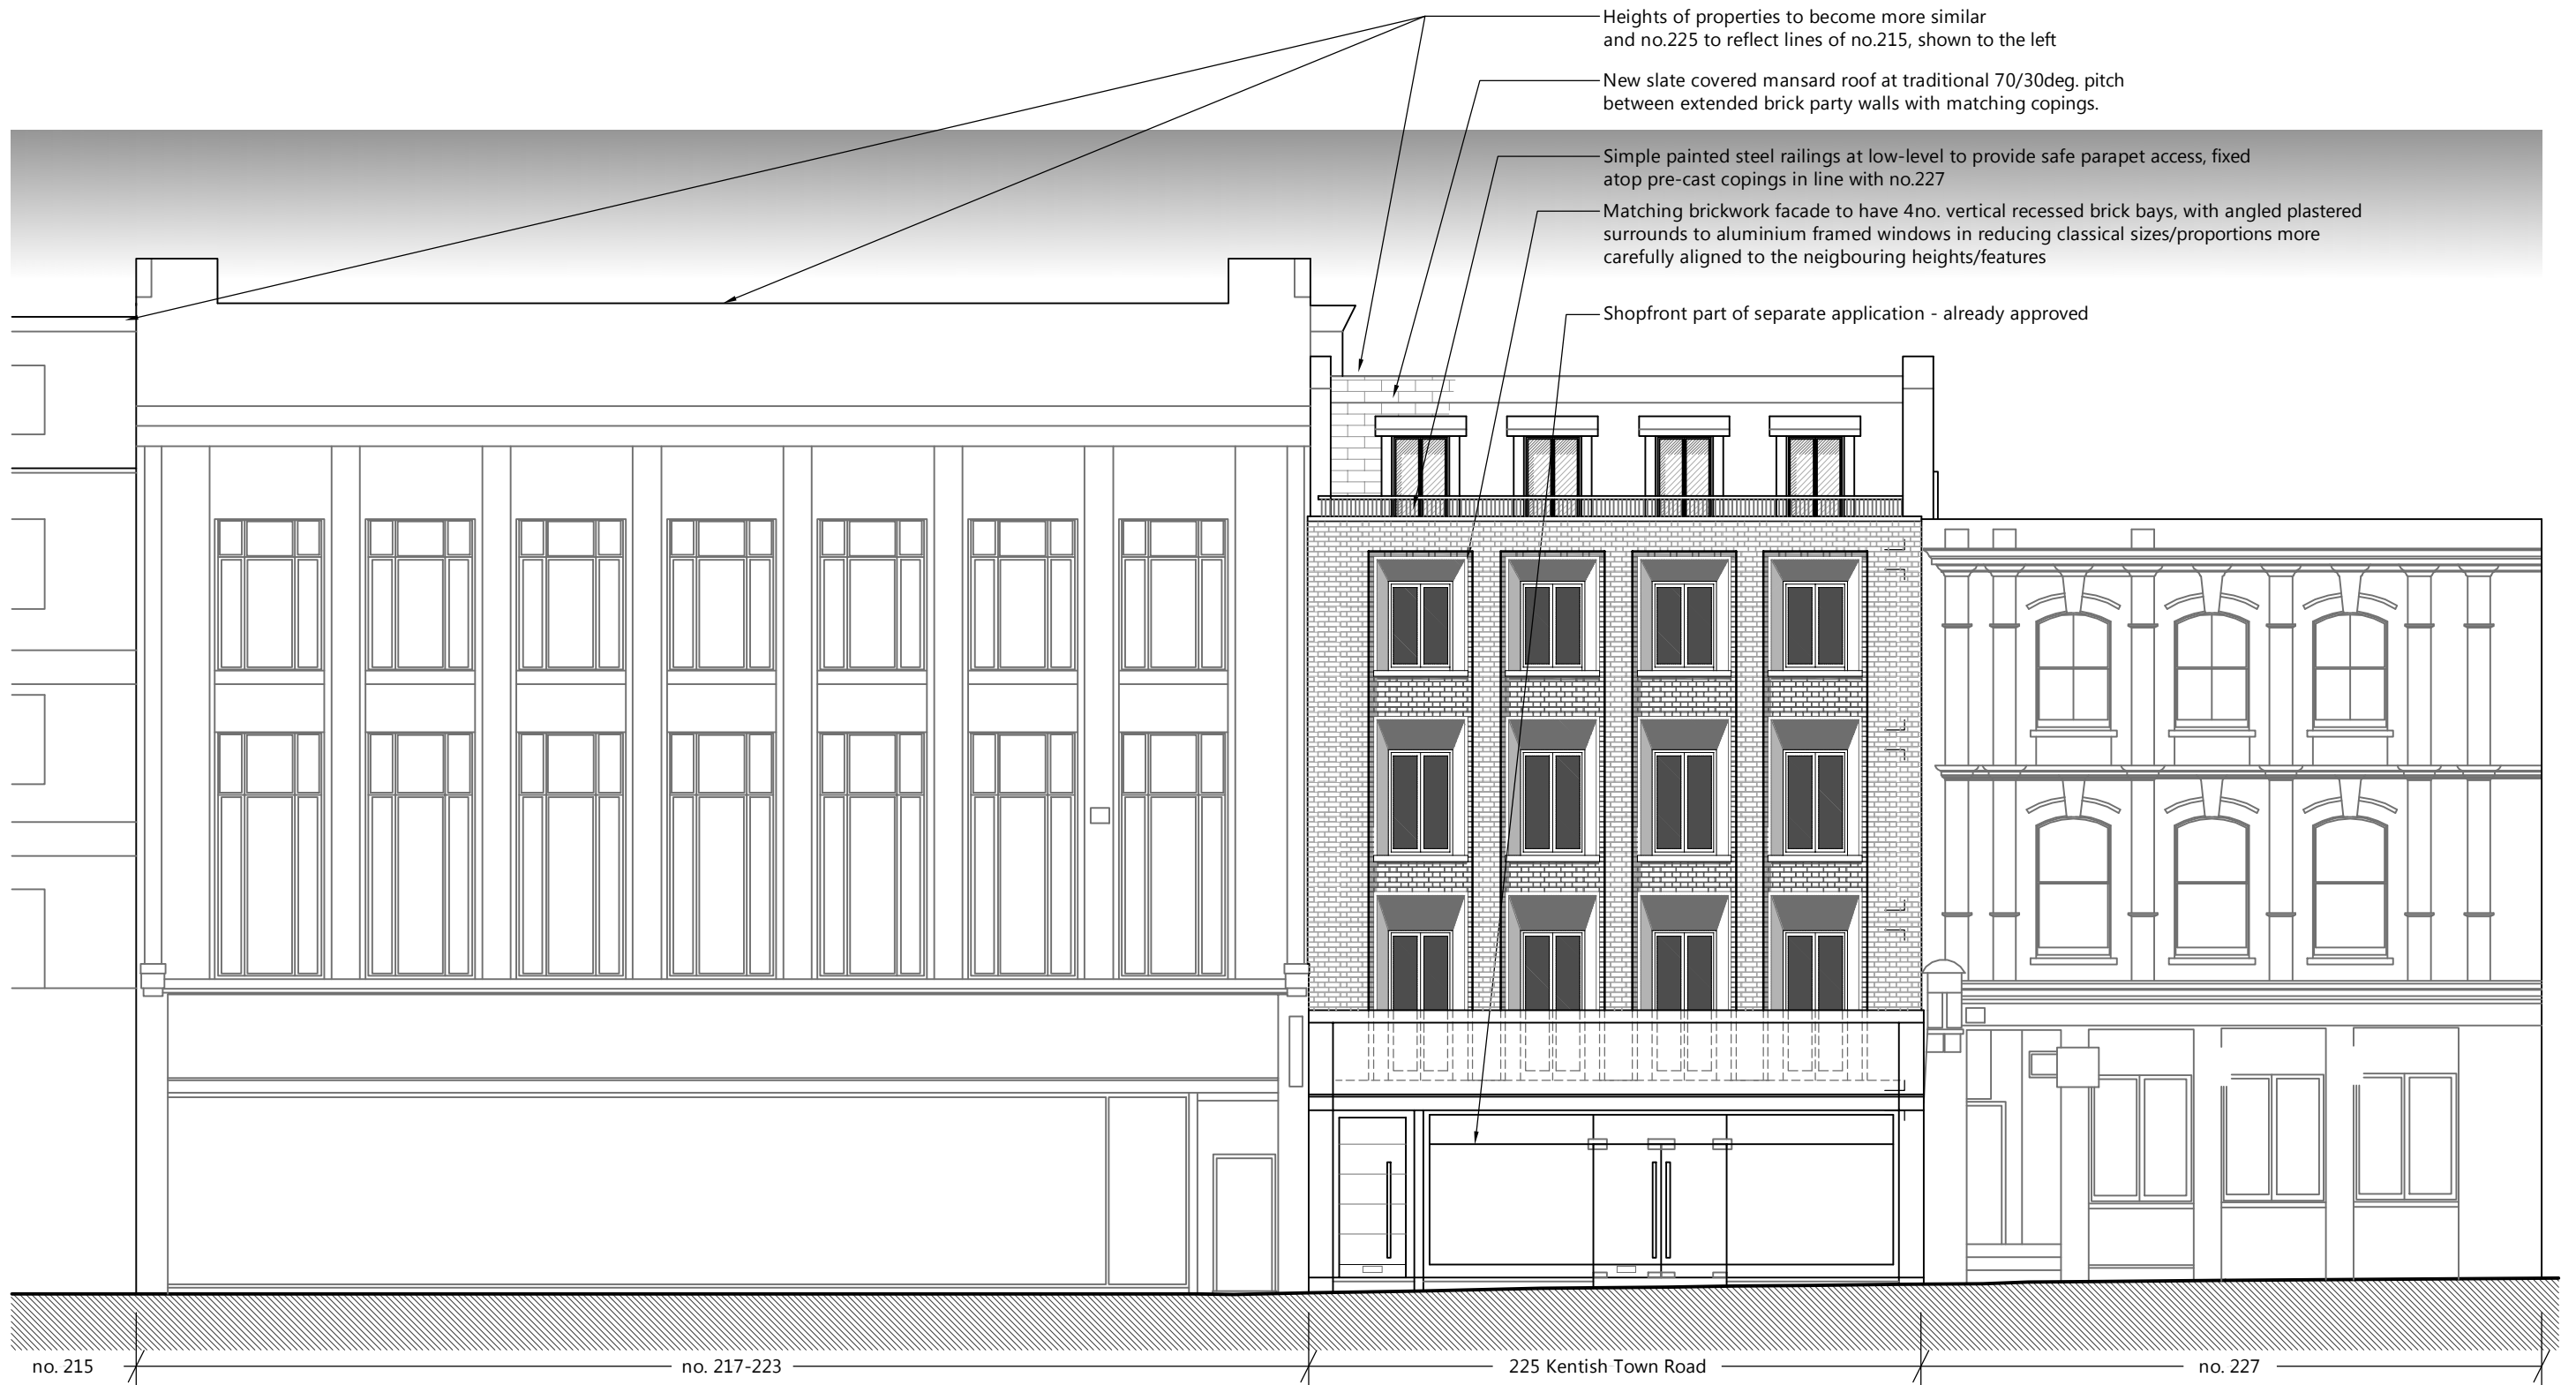 Heights of properties to become more similar
and no.225 to reflect lines of no.215, shown to the left
New slate covered mansard roof at traditional 70/30deg. pitch
between extended brick party walls with matching copings.
Simple painted steel railings at low-level to provide safe parapet access, fixed
atop pre-cast copings in line with no.227
Matching brickwork facade to have 4no. vertical recessed brick bays, with angled plastered
surrounds to aluminium framed windows in reducing classical sizes/proportions more
carefully aligned to the neigbouring heights/features
Shopfront part of separate application - already approved
no. 215
no. 217-223
225 Kentish Town Road
no. 227